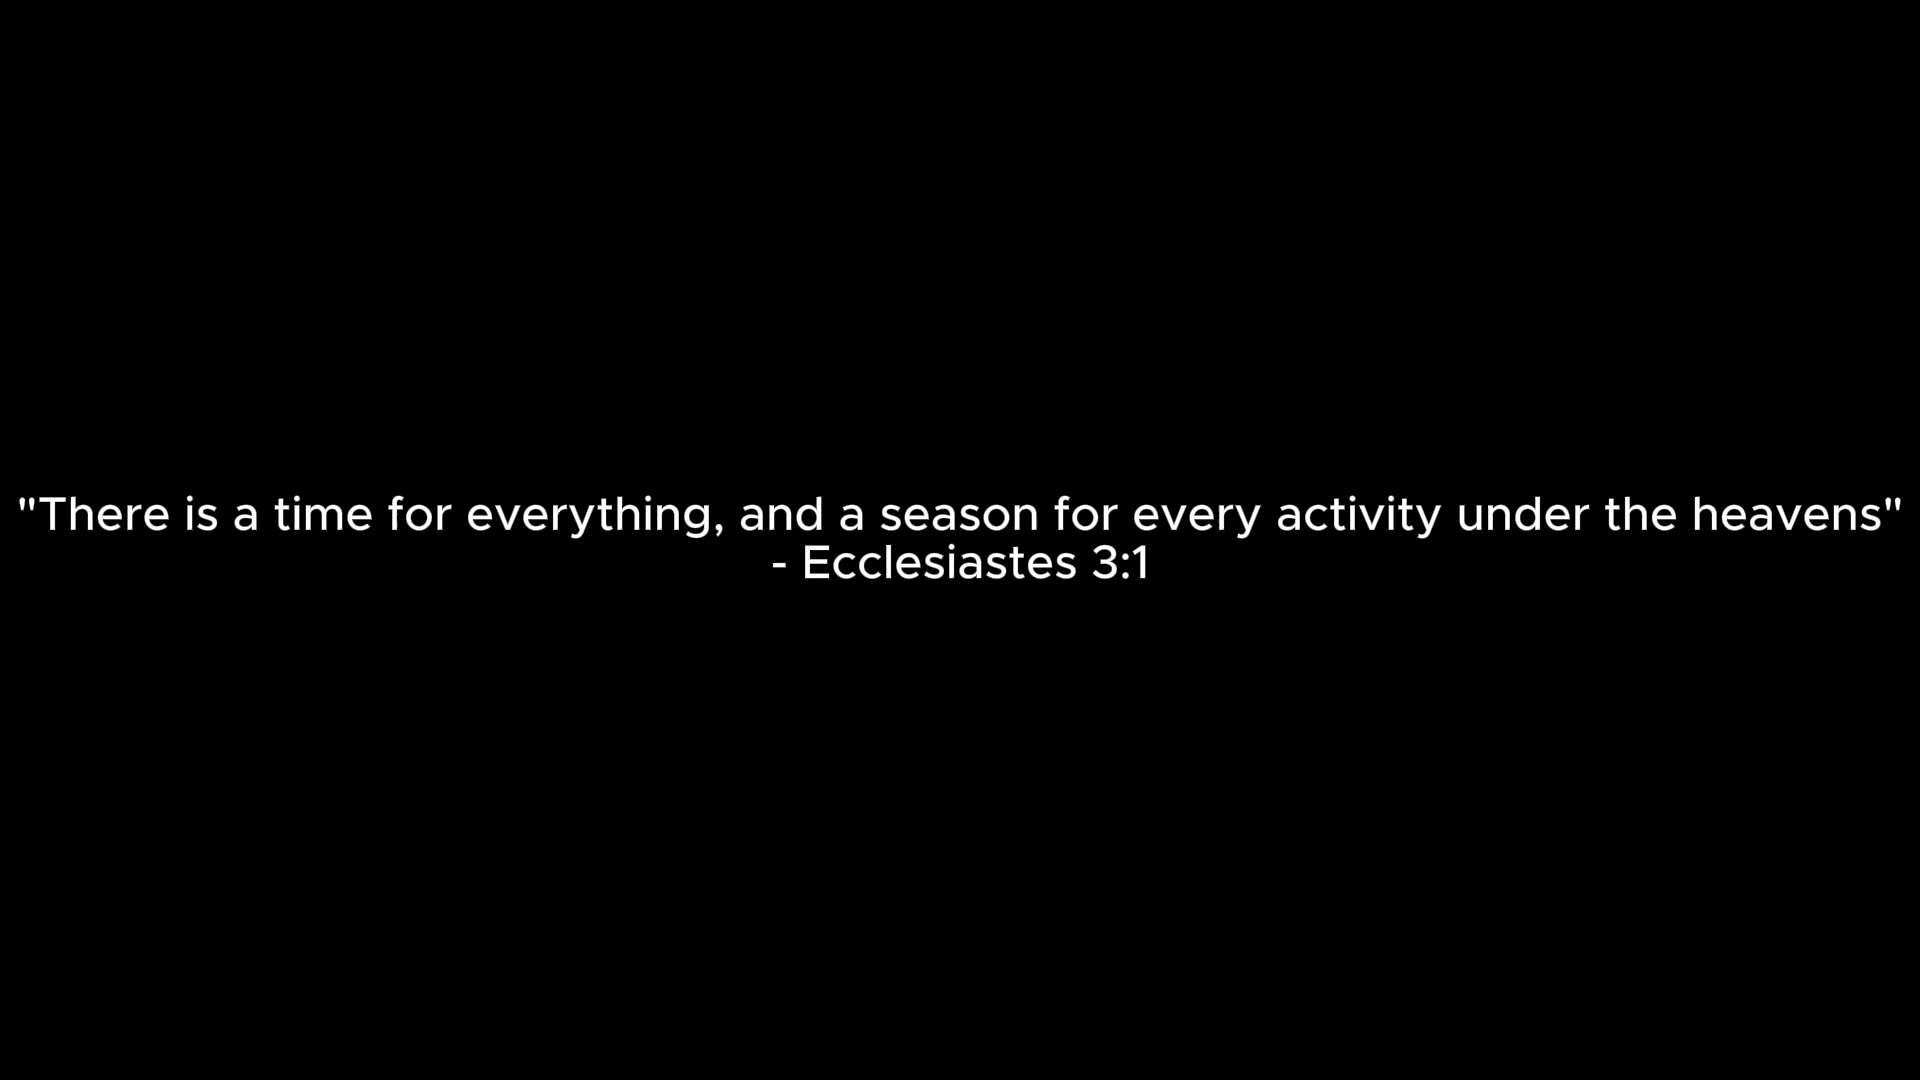 "There is a time for everything, and a season for every activity under the heavens"
- Ecclesiastes 3:1